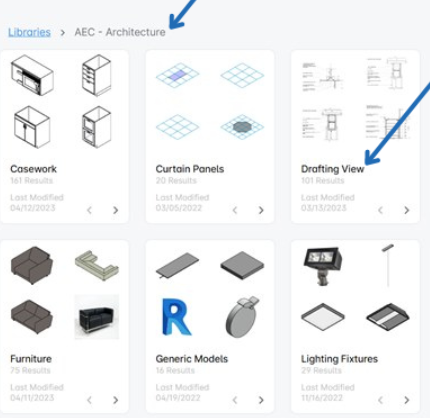 Libraries > AEC - Architecture
Casework
161 Results
Last Modified
04/12/2023
Curtain Panels
20 Results
Last Modified
03/05/2022
Drafting View
101 Results
Last Modified
03/13/2023
Furniture
75 Results
Last Modified
04/11/2023
Generic Models
16 Results
Last Modified
04/19/2022
Lighting Fixtures
29 Results
Last Modified
11/16/2022